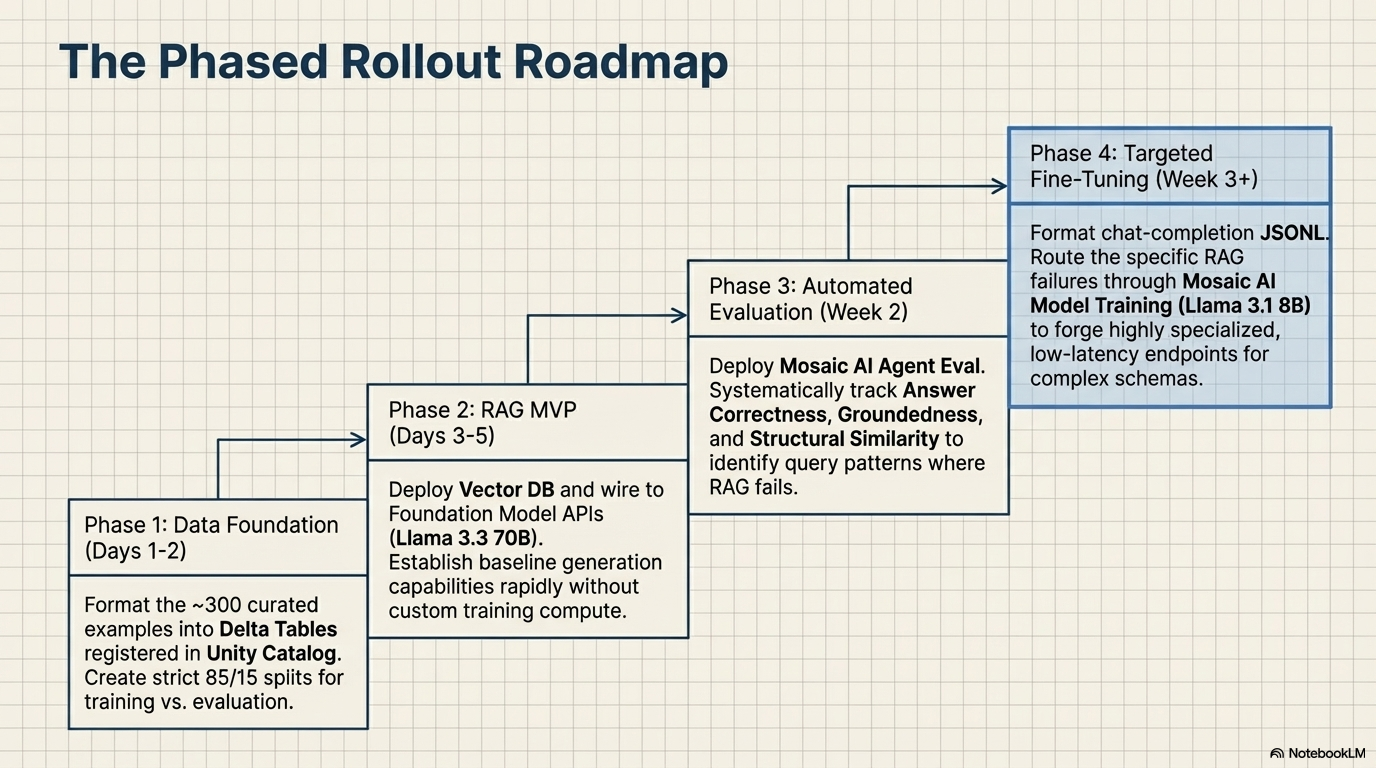 The Phased Rollout Roadmap
Phase 1: Data Foundation
(Days 1-2)
Format the ~300 curated
examples into Delta Tables
registered in Unity Catalog.
Create strict 85/15 splits for
training vs. evaluation.
Phase 2: RAG MVP
(Days 3-5)
Deploy Vector DB and wire to
Foundation Model APIs
(Llama 3.3 70B).
Establish baseline generation
capabilities rapidly without
custom training compute.
Phase 3: Automated
Evaluation (Week 2)
Deploy Mosaic AI Agent Eval.
Systematically track Answer
Correctness, Groundedness,
and Structural Similarity to
identify query patterns where
RAG fails.
Phase 4: Targeted
Fine-Tuning (Week 3+)
Format chat-completion JSONL.
Route the specific RAG
failures through Mosaic AI
Model Training (Llama 3.1 8B)
to forge highly specialized,
low-latency endpoints for
complex schemas.
NotebookLM